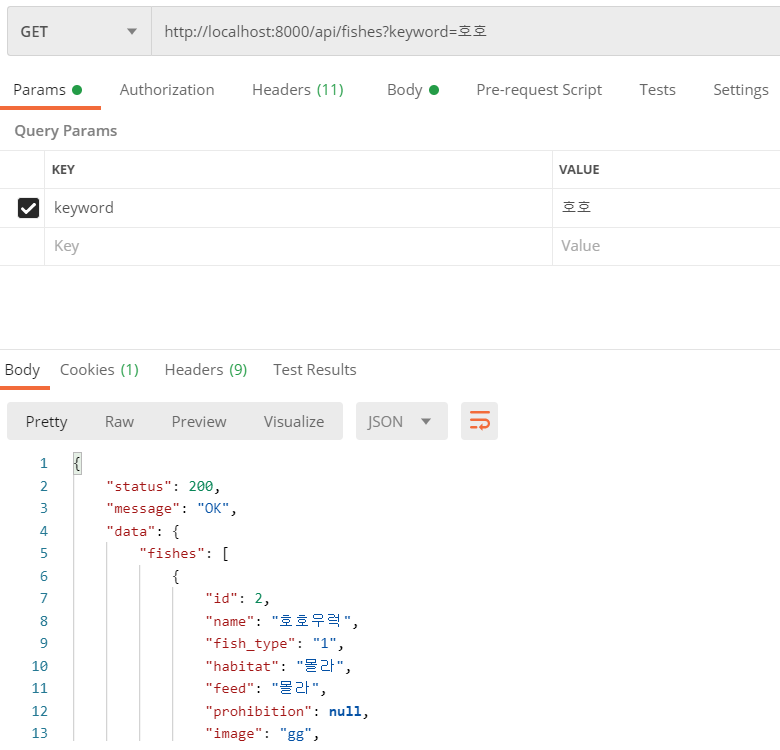 GET http://localhost:8000/api/fishes?keyword=호호
Params Authorization Headers (11) Body Pre-request Script Tests Settings
Query Params
KEY VALUE
keyword 호호
Key Value
Body Cookies (1) Headers (9) Test Results
Pretty Raw Preview Visualize JSON
1 {
2 "status": 200,
3 "message": "OK",
4 "data": {
5 "fishes": [
6 {
7 "id": 2,
8 "name": "호호우럭",
9 "fish_type": "1",
10 "habitat": "몰라",
11 "feed": "몰라",
12 "prohibition": null,
13 "image": "gg",